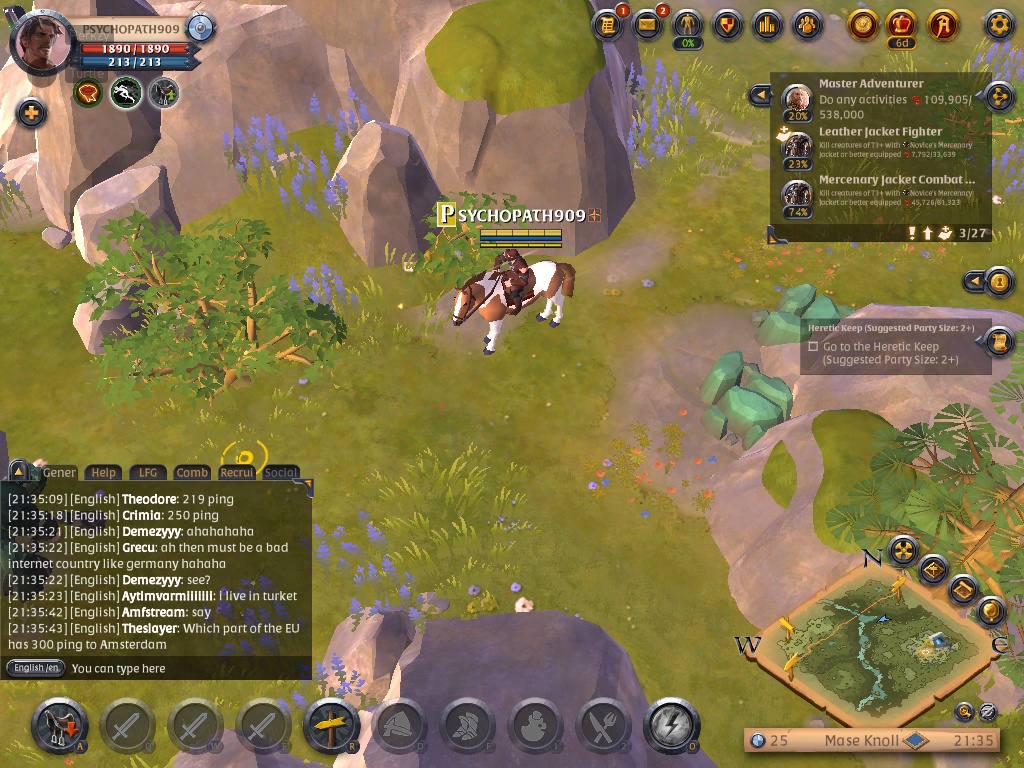 PSYCHOPATH909
1890 / 1890
213 / 213
Turtle
1
2
0%
6d
Master Adventurer
Do any activities 109,905/
538,000
20%
Leather Jacket Fighter
Kill creatures of T3+ with Novice's Mercenary
Jacket or better equipped 7,792/33,639
23%
Mercenary Jacket Combat ...
Kill creatures of T3+ with Novice's Mercenary
Jacket or better equipped 45,726/61,323
74%
3/27
PSYCHOPATH909
Heretic Keep (Suggested Party Size: 2+)
Go to the Heretic Keep
(Suggested Party Size: 2+)
Gener Help LFG Comb Recrui Social
[21:35:09] [English] Theodore: 219 ping
[21:35:18] [English] Crimia: 250 ping
[21:35:21] [English] Demezyyy: ahahahaha
[21:35:22] [English] Grecu: ah then must be a bad
internet country like germany hahaha
[21:35:22] [English] Demezyyy: see?
[21:35:23] [English] Aytimvarmiiiiiii: i live in turket
[21:35:42] [English] Amfstream: say
[21:35:43] [English] Theslayer: Which part of the EU
has 300 ping to Amsterdam
English /en You can type here
N
W
E
A Q W E R D F 1 2 O
25 Mase Knoll 21:35